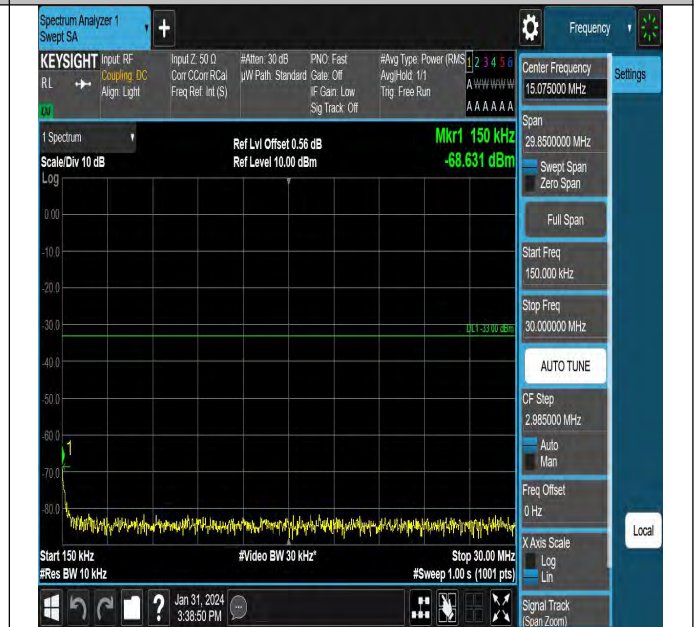 Spectrum Analyzer 1
Swept SA
+
Frequency
KEYSIGHT
RL
Input: RF
Coupling: DC
Align: Light
Input Z: 50 Ω
Corr CCorr RCal
Freq Ref: Int (S)
#Atten: 30 dB
µW Path: Standard
PNO: Fast
Gate: Off
IF Gain: Low
Sig Track: Off
#Avg Type: Power (RMS
Avg|Hold: 1/1
Trig: Free Run
1 2 3 4 5 6
A W W W W W
A A A A A A
1 Spectrum
Scale/Div 10 dB
Log
Ref Lvl Offset 0.56 dB
Ref Level 10.00 dBm
Mkr1 150 kHz
-68.631 dBm
0.00
-10.0
-20.0
-30.0
DL1 -33.00 dBm
-40.0
-50.0
-60.0
1
-70.0
-80.0
Start 150 kHz
#Res BW 10 kHz
#Video BW 30 kHz*
Stop 30.00 MHz
#Sweep 1.00 s (1001 pts)
Center Frequency
15.075000 MHz
Settings
Span
29.8500000 MHz
Swept Span
Zero Span
Full Span
Start Freq
150.000 kHz
Stop Freq
30.000000 MHz
AUTO TUNE
CF Step
2.985000 MHz
Auto
Man
Freq Offset
0 Hz
X Axis Scale
Log
Lin
Local
Signal Track
(Span Zoom)
?
Jan 31, 2024
3:38:50 PM